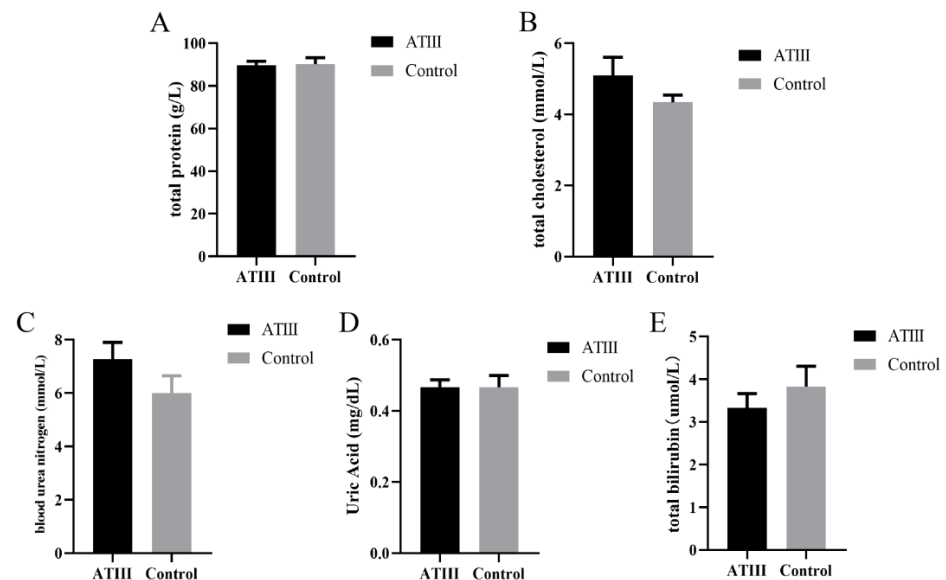 A
total protein (g/L)
100
80
60
40
20
0
ATIII Control
ATIII
Control
B
total cholesterol (mmol/L)
6
4
2
0
ATIII Control
ATIII
Control
C
blood urea nitrogen (mmol/L)
8
6
4
2
0
ATIII Control
ATIII
Control
D
Uric Acid (mg/dL)
0.6
0.4
0.2
0.0
ATIII Control
ATIII
Control
E
total bilirubin (umol/L)
5
4
3
3
2
1
0
ATIII Control
ATIII
Control